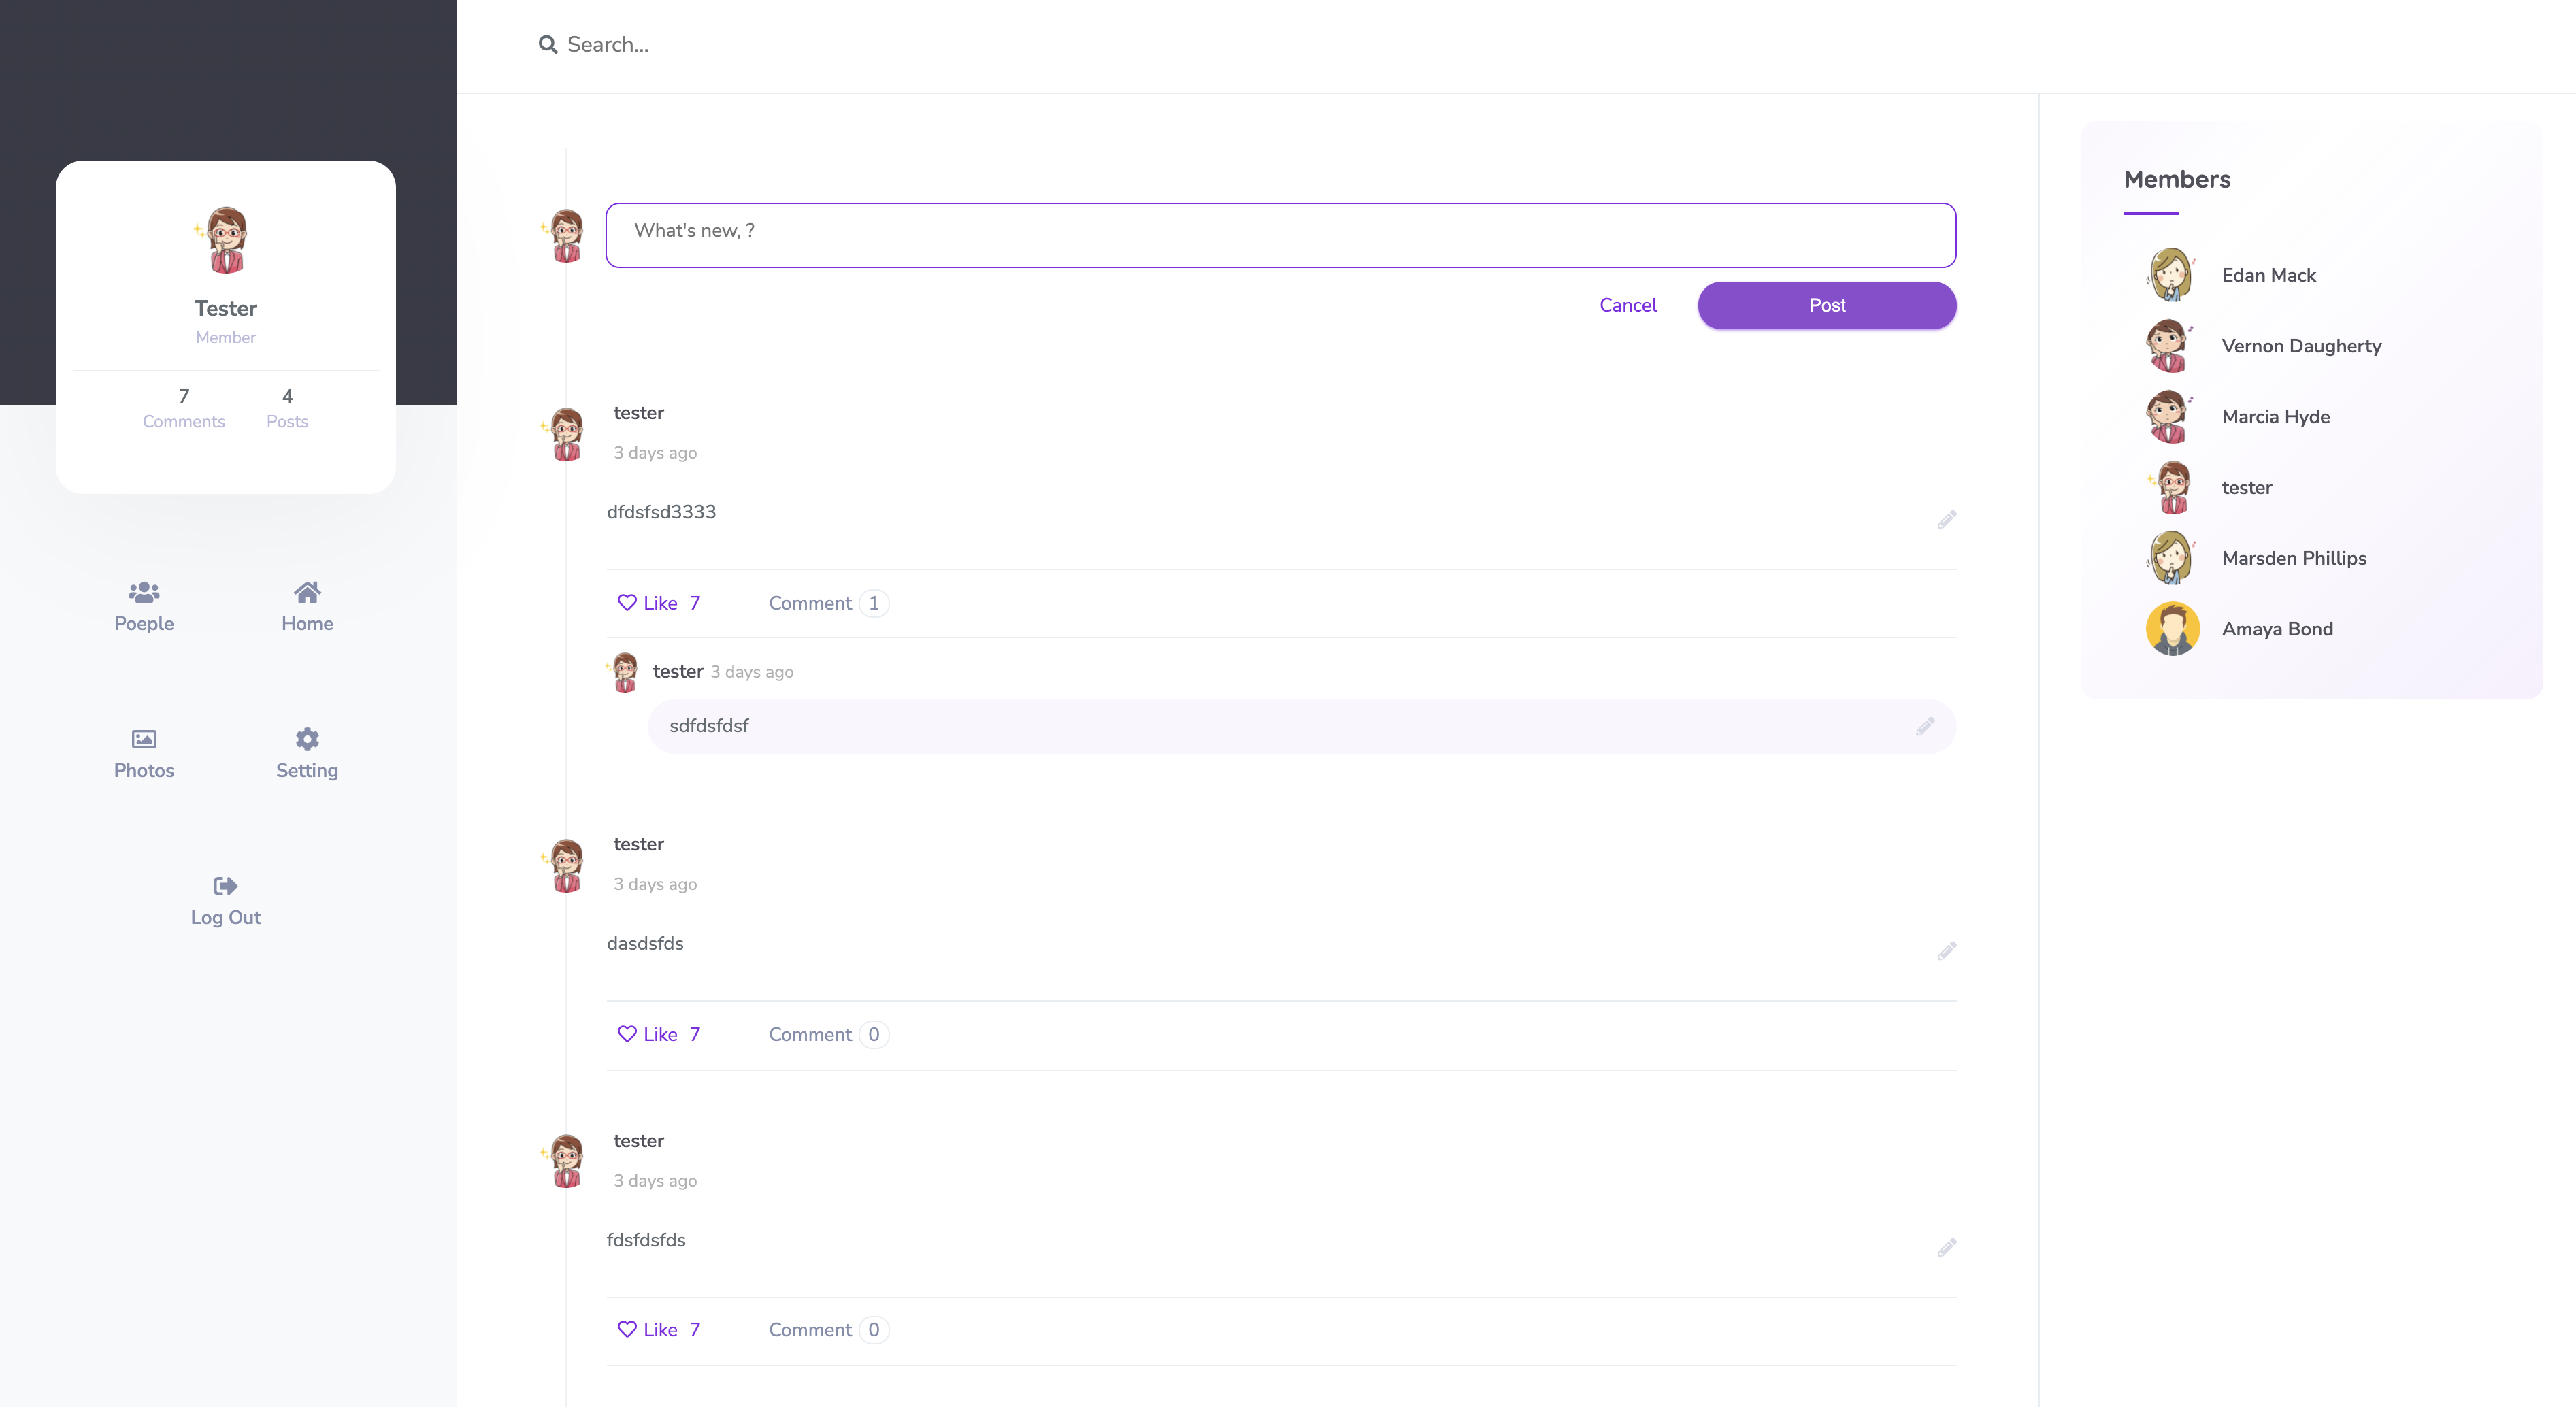 Search...
Tester
Member
7
Comments
4
Posts
Poeple
Home
Photos
Setting
Log Out
What's new, ?
Cancel
Post
tester
3 days ago
dfdsfsd3333
Like 7
Comment 1
tester 3 days ago
sdfdsfdsf
tester
3 days ago
dasdsfds
Like 7
Comment 0
tester
3 days ago
fdsfdsfds
Like 7
Comment 0
Members
Edan Mack
Vernon Daugherty
Marcia Hyde
tester
Marsden Phillips
Amaya Bond